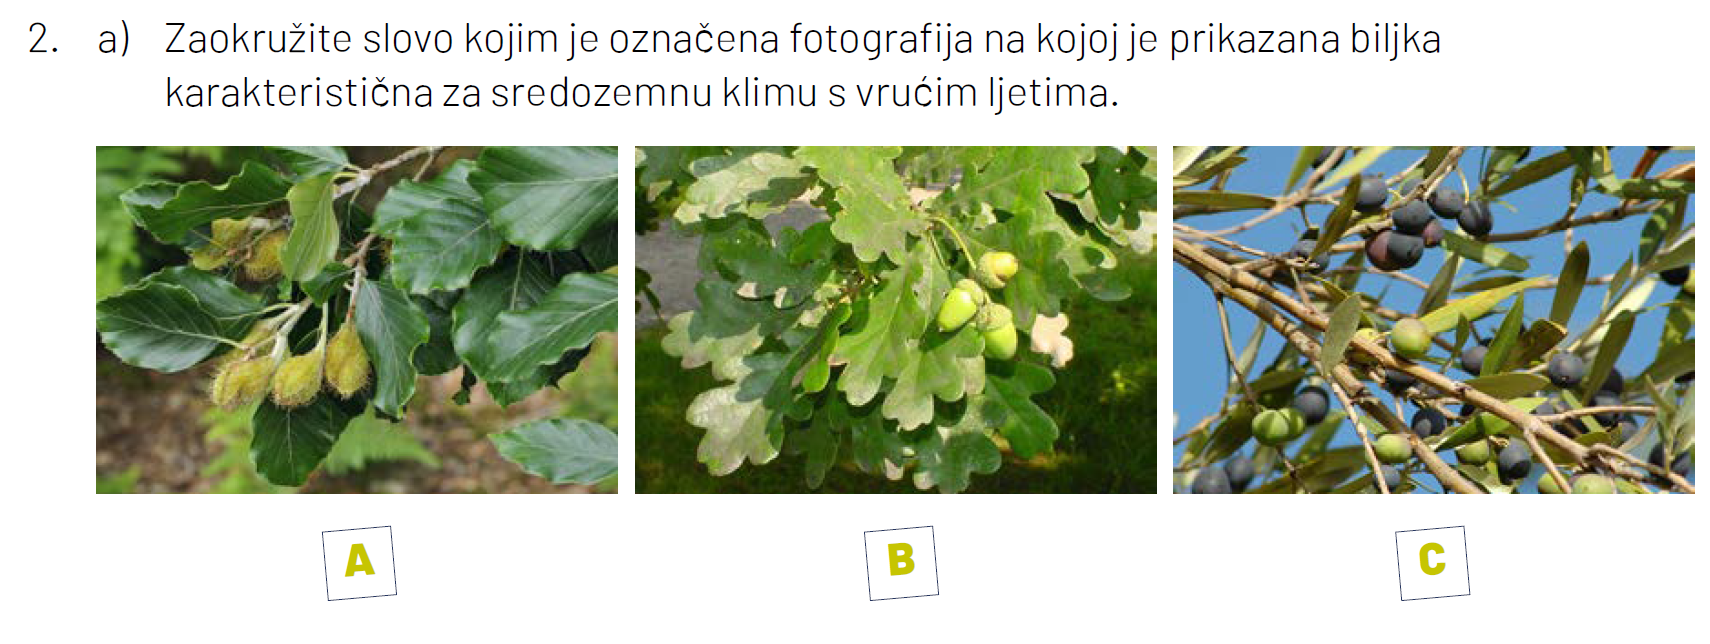 2. a) Zaokružite slovo kojim je označena fotografija na kojoj je prikazana biljka
karakteristična za sredozemnu klimu s vrućim ljetima.
A B C